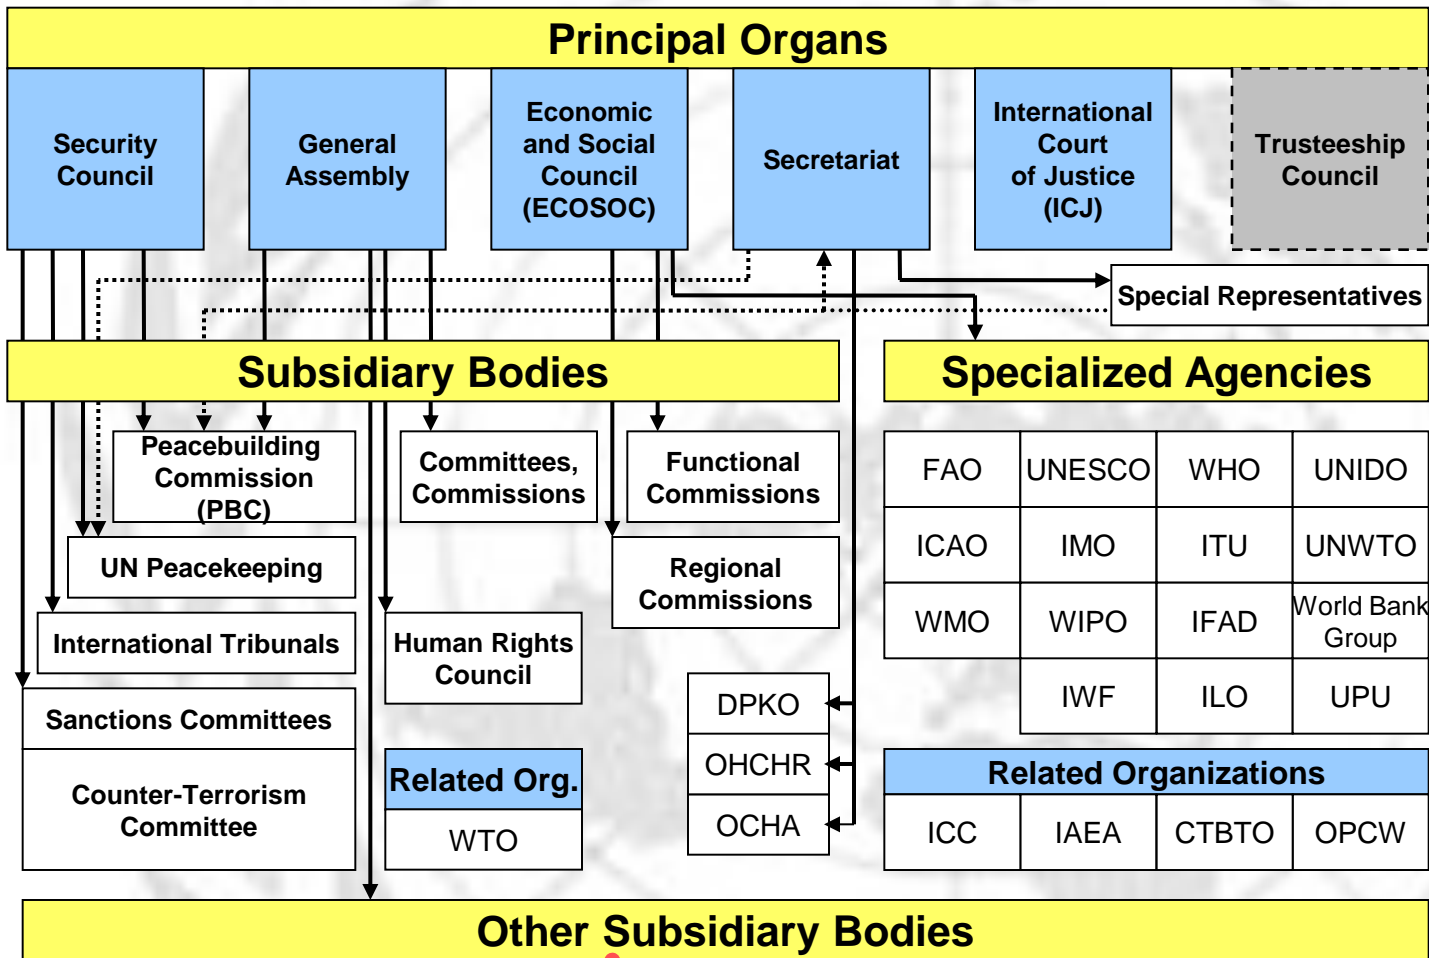 Principal Organs
Security
Council
General
Assembly
Economic
and Social
Council
(ECOSOC)
Secretariat
International
Court
of Justice
(ICJ)
Trusteeship
Council
Special Representatives
Subsidiary Bodies
Specialized Agencies
Peacebuilding
Commission
(PBC)
Committees,
Commissions
Functional
Commissions
UN Peacekeeping
Regional
Commissions
International Tribunals
Human Rights
Council
Sanctions Committees
Counter-Terrorism
Committee
Related Org.
WTO
DPKO
OHCHR
OCHA
FAO UNESCO WHO UNIDO
ICAO IMO ITU UNWTO
WMO WIPO IFAD World Bank
Group
IWF ILO UPU
Related Organizations
ICC IAEA CTBTO OPCW
Other Subsidiary Bodies